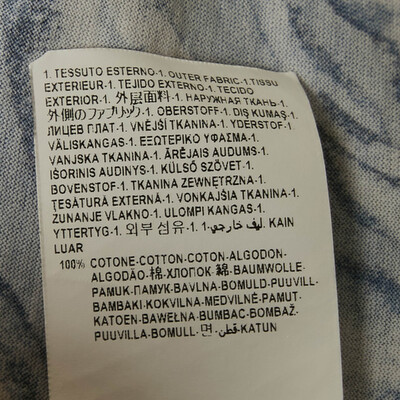 1. TESSUTO ESTERNO-1. OUTER FABRIC-1.TISSU
EXTERIEUR-1. TEJIDO EXTERNO-1. TECIDO
EXTERIOR-1. 外层面料-1. НАРУЖНАЯ ТКАНЬ-1.
外側のファブリック-1. OBERSTOFF-1. DIŞ KUMAŞ-1.
ЛИЦЕВ ПЛАТ-1. VNĚJŠÍ TKANINA-1. YDERSTOF-1
VÄLISKANGAS-1. ΕΞΩΤΕΡΙΚΟ ΥΦΑΣΜΑ-1.
VANJSKA TKANINA-1. ĀRĒJAIS AUDUMS-1.
IŠORINIS AUDINYS-1. KÜLSŐ SZÖVET-1.
BOVENSTOF-1. TKANINA ZEWNĘTRZNA-1.
ŢESĂTURĂ EXTERNĂ-1. VONKAJŠIA TKANINA-1.
ZUNANJE VLAKNO-1. ULOMPI KANGAS-1.
YTTERTYG-1. 외부 섬유-1. ليف خارجي-1.1. KAIN
LUAR
100% COTONE-COTTON-COTON-ALGODON-
ALGODÃO-棉-ХЛОПОК-綿-BAUMWOLLE-
PAMUK-ПАМУК-BAVLNA-BOMULD-PUUVILL-
BAMBAKI-KOKVILNA-MEDVILNĖ-PAMUT-
KATOEN-BAWEŁNA-BUMBAC-BOMBAŽ-
PUUVILLA-BOMULL-면-قطن-KATUN